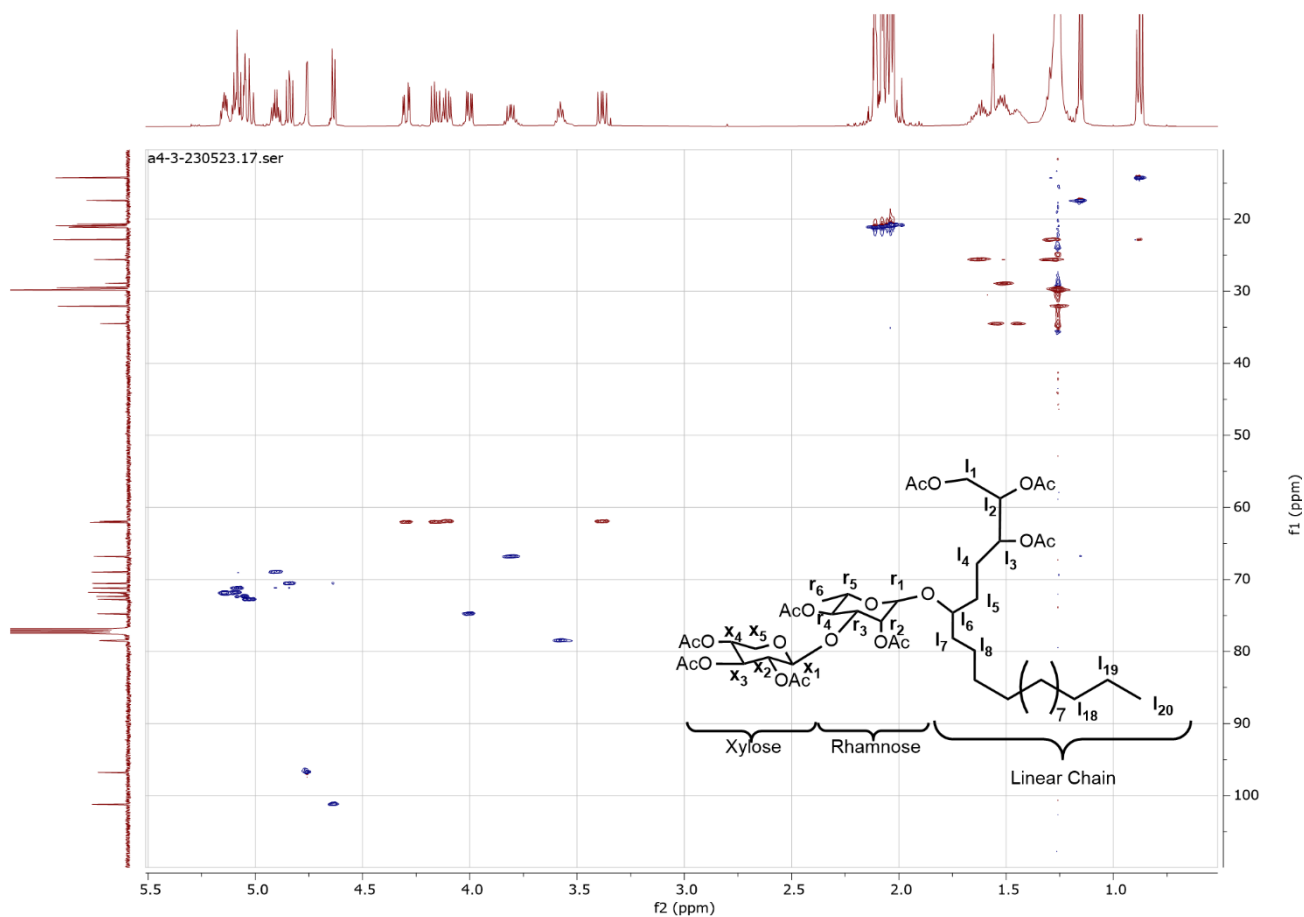 a4-3-230523.17.ser
20
30
40
50
60
70
80
90
100
f1 (ppm)
l1
AcO
OAc
l2
OAc
l4
l3
r6
r5
r1
O
O
l5
AcO
r4
r3
r2
l6
O
OAc
l7
l8
AcO
x4
x5
O
AcO
x3
x2
OAc
x1
7
l18
l19
l20
Xylose
Rhamnose
Linear Chain
5.5 5.0 4.5 4.0 3.5 3.0 2.5 2.0 1.5 1.0
f2 (ppm)